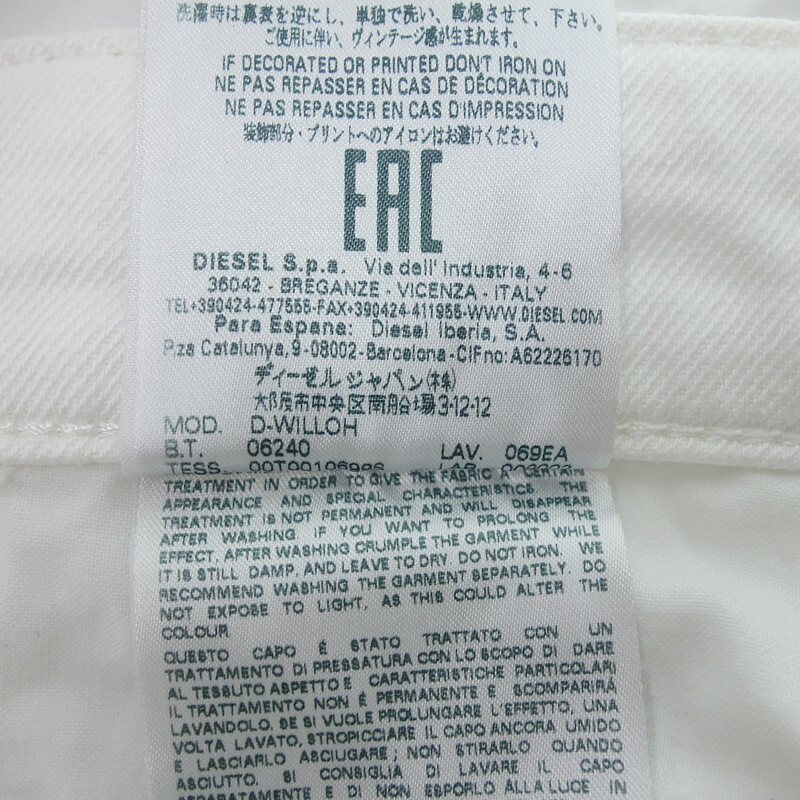 洗濯時は裏表を逆にし、単独で洗い、乾燥させて、下さい。
ご使用に伴い、ヴィンテージ感が生まれます。
IF DECORATED OR PRINTED DON'T IRON ON
NE PAS REPASSER EN CAS DE DÉCORATION
NE PAS REPASSER EN CAS D'IMPRESSION
装飾部分・プリントへのアイロンはお避けください。
EAC
DIESEL S.p.a. Via dell' Industria, 4-6
36042 - BREGANZE - VICENZA - ITALY
TEL+390424-477555-FAX+390424-411955-WWW.DIESEL.COM
Para Espana: Diesel Iberia, S.A.
P.za Catalunya, 9-08002-Barcelona-CIF no: A62226170
ディーゼル ジャパン(株)
大阪市中央区南船場3-12-12
MOD. D-WILLOH
B.T. 06240 LAV. 069EA
TESS.
TREATMENT IN ORDER TO GIVE THE FABRIC A
APPEARANCE AND SPECIAL CHARACTERISTICS. THE
TREATMENT IS NOT PERMANENT AND WILL DISAPPEAR
AFTER WASHING. IF YOU WANT TO PROLONG THE
EFFECT, AFTER WASHING CRUMPLE THE GARMENT WHILE
IT IS STILL DAMP, AND LEAVE TO DRY. DO NOT IRON. WE
RECOMMEND WASHING THE GARMENT SEPARATELY. DO
NOT EXPOSE TO LIGHT, AS THIS COULD ALTER THE
COLOUR
QUESTO CAPO È STATO TRATTATO CON UN
TRATTAMENTO DI PRESSATURA CON LO SCOPO DI DARE
AL TESSUTO ASPETTO E CARATTERISTICHE PARTICOLARI
IL TRATTAMENTO NON È PERMANENTE E SCOMPARIRÀ
LAVANDOLO. SE SI VUOLE PROLUNGARE L'EFFETTO, UNA
VOLTA LAVATO, STROPICCIARE IL CAPO ANCORA UMIDO
E LASCIARLO ASCIUGARE; NON STIRARLO QUANDO
ASCIUTTO. SI CONSIGLIA DI LAVARE IL CAPO
SEPARATAMENTE E DI NON ESPORLO ALLA LUCE IN